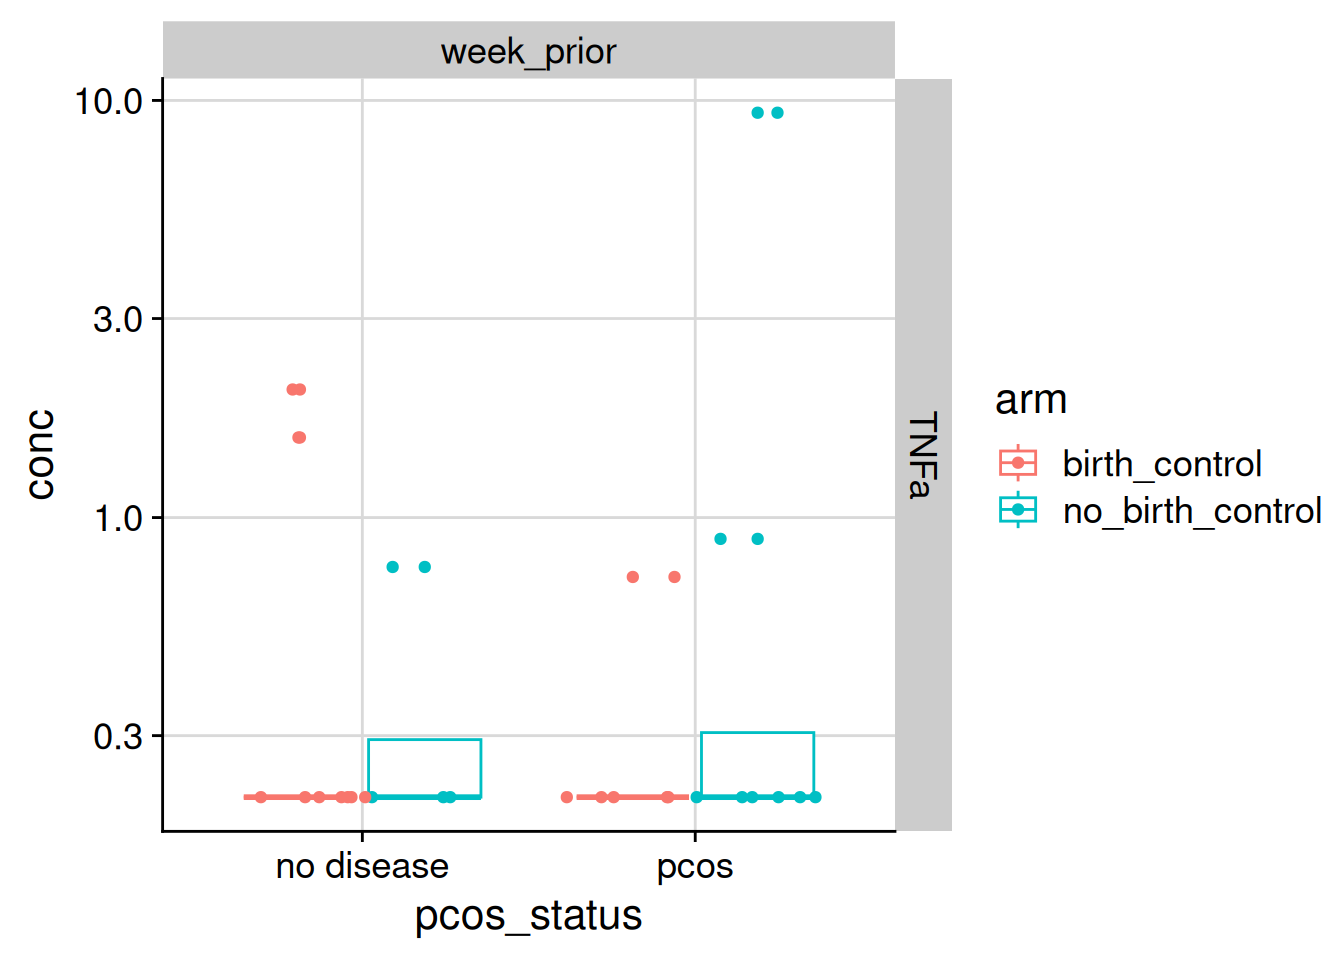 week_prior
10.0
3.0
1.0
0.3
conc
TNFa
no disease
pcos
pcos_status
arm
birth_control
no_birth_control